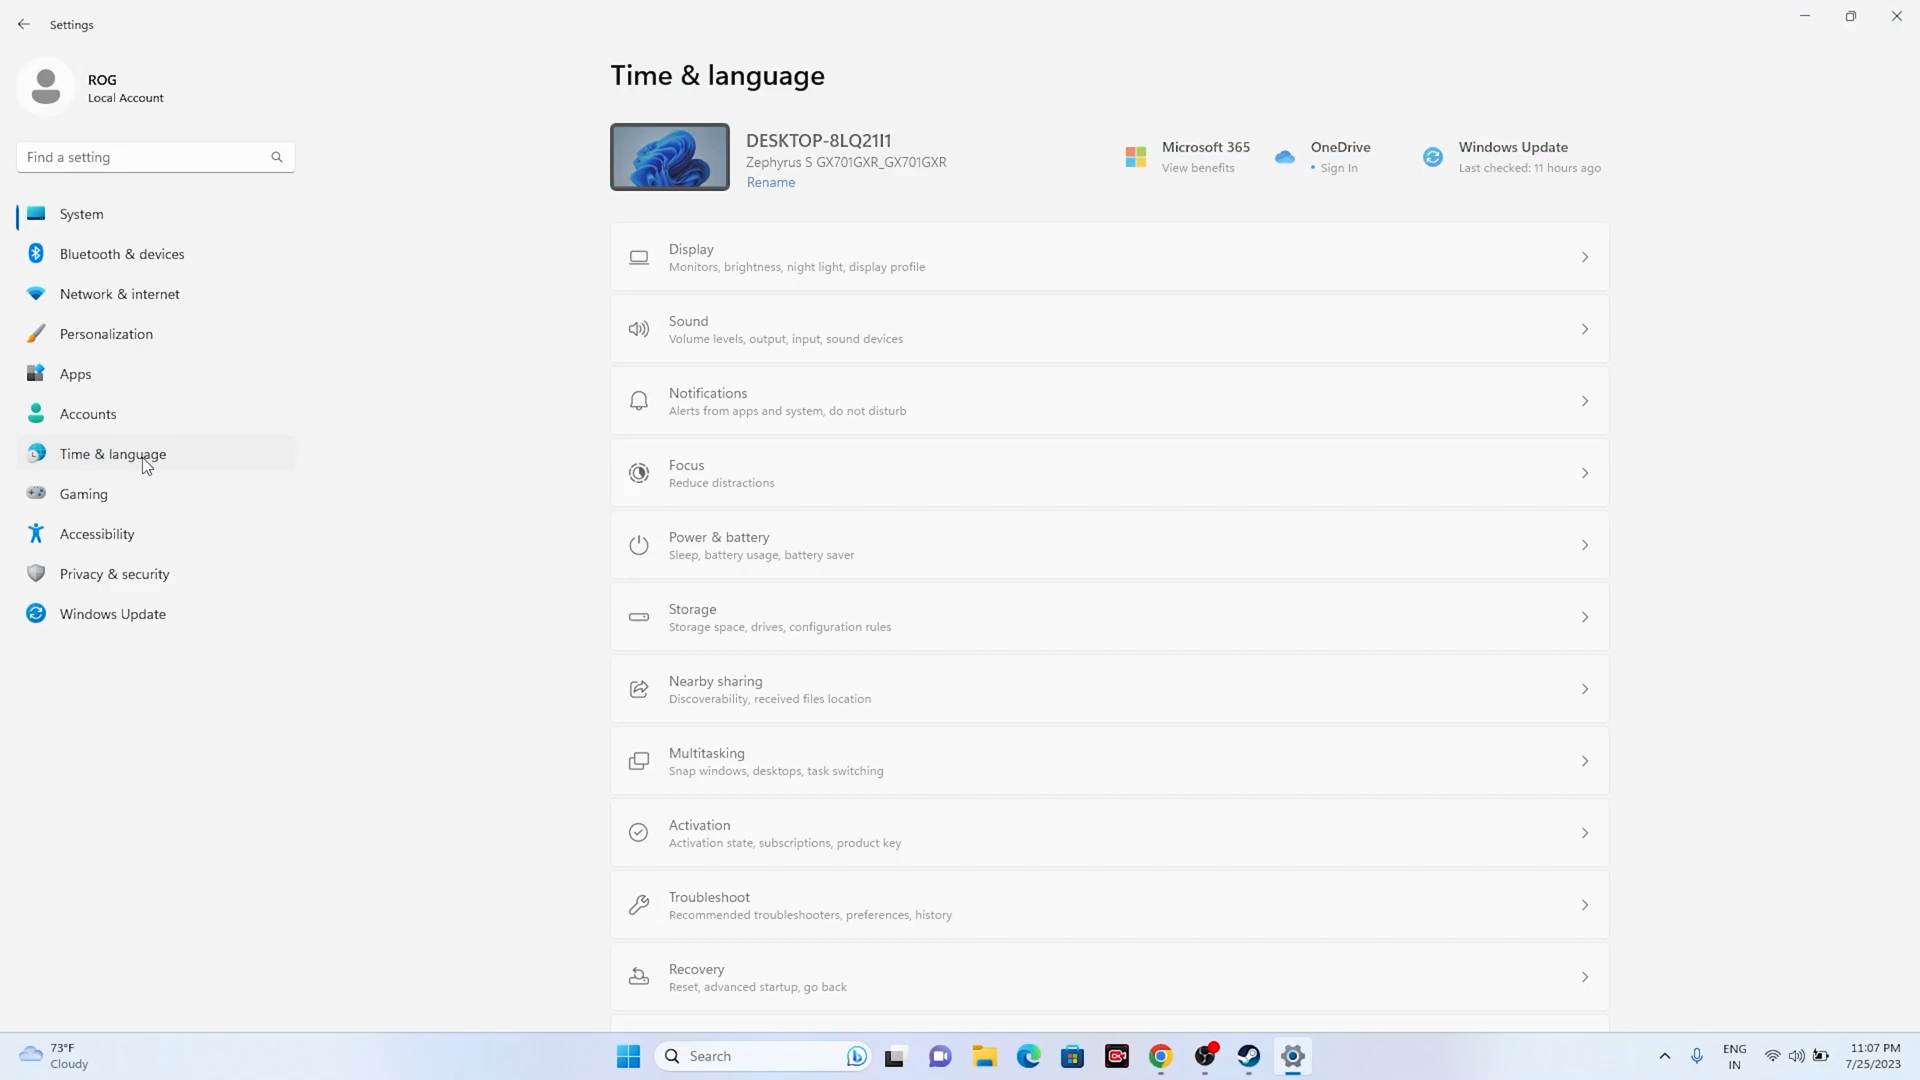 Settings
ROG
Local Account
Find a setting
System
Bluetooth & devices
Network & internet
Personalization
Apps
Accounts
Time & language
Gaming
Accessibility
Privacy & security
Windows Update
Time & language
DESKTOP-8LQ21I1
Zephyrus S GX701GXR_GX701GXR
Rename
Microsoft 365
View benefits
OneDrive
• Sign In
Windows Update
Last checked: 11 hours ago
Display
Monitors, brightness, night light, display profile
Sound
Volume levels, output, input, sound devices
Notifications
Alerts from apps and system, do not disturb
Focus
Reduce distractions
Power & battery
Sleep, battery usage, battery saver
Storage
Storage space, drives, configuration rules
Nearby sharing
Discoverability, received files location
Multitasking
Snap windows, desktops, task switching
Activation
Activation state, subscriptions, product key
Troubleshoot
Recommended troubleshooters, preferences, history
Recovery
Reset, advanced startup, go back
73°F
Cloudy
Search
ENG
IN
11:07 PM
7/25/2023